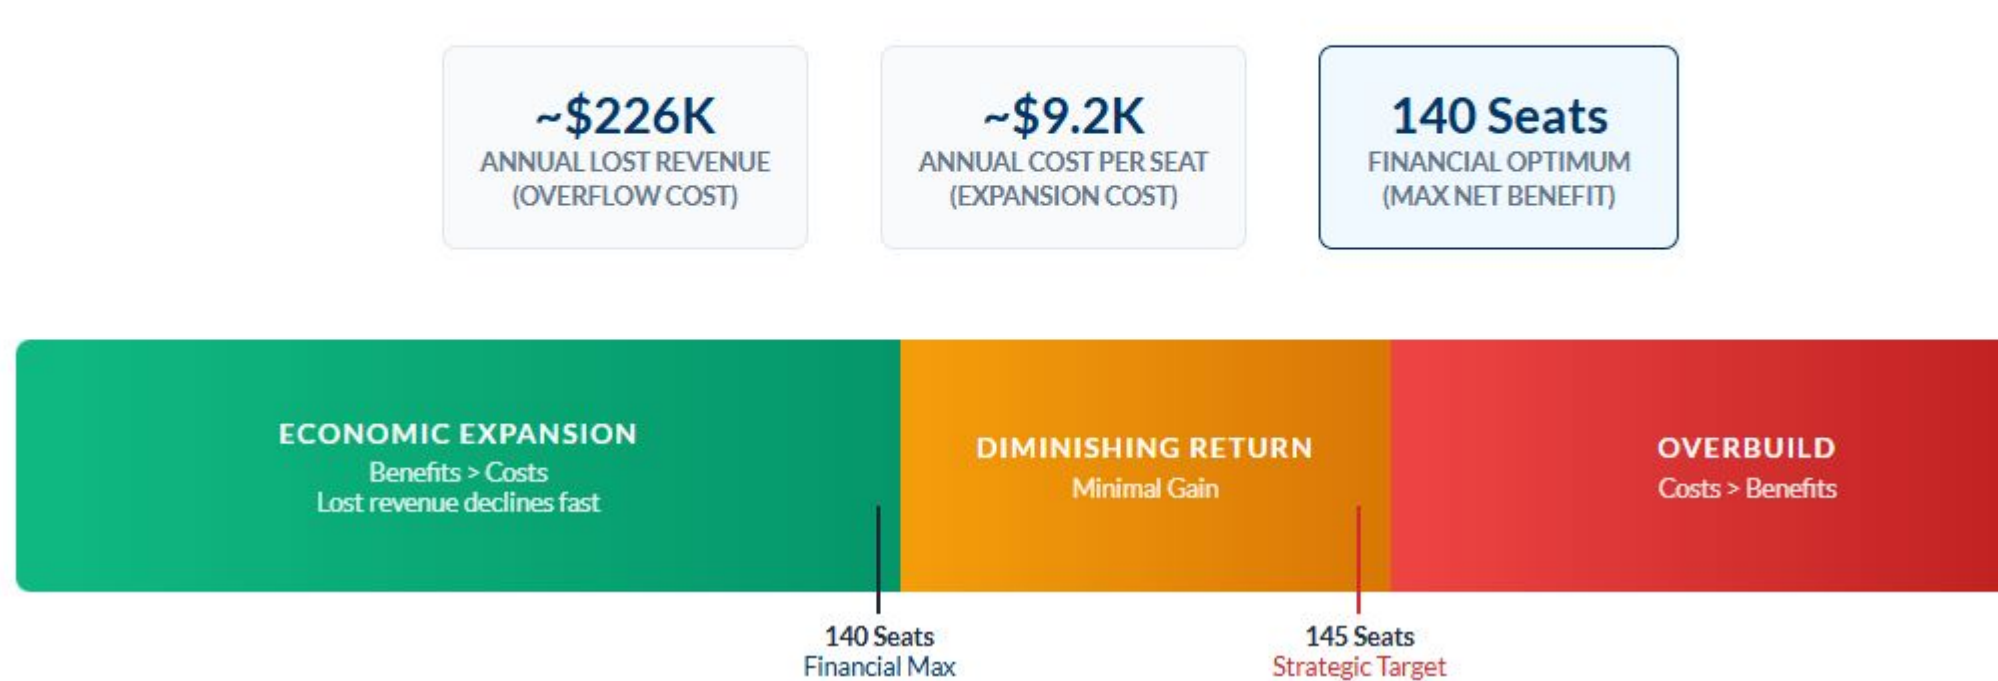 ~$226K
ANNUAL LOST REVENUE
(OVERFLOW COST)
~$9.2K
ANNUAL COST PER SEAT
(EXPANSION COST)
140 Seats
FINANCIAL OPTIMUM
(MAX NET BENEFIT)
ECONOMIC EXPANSION
Benefits > Costs
Lost revenue declines fast
DIMINISHING RETURN
Minimal Gain
OVERBUILD
Costs > Benefits
140 Seats
Financial Max
145 Seats
Strategic Target